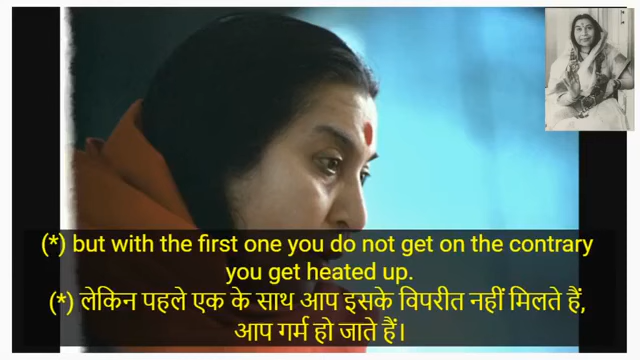 (*) but with the first one you do not get on the contrary
you get heated up.
(*) लेकिन पहले एक के साथ आप इसके विपरीत नहीं मिलते हैं,
आप गर्म हो जाते हैं।